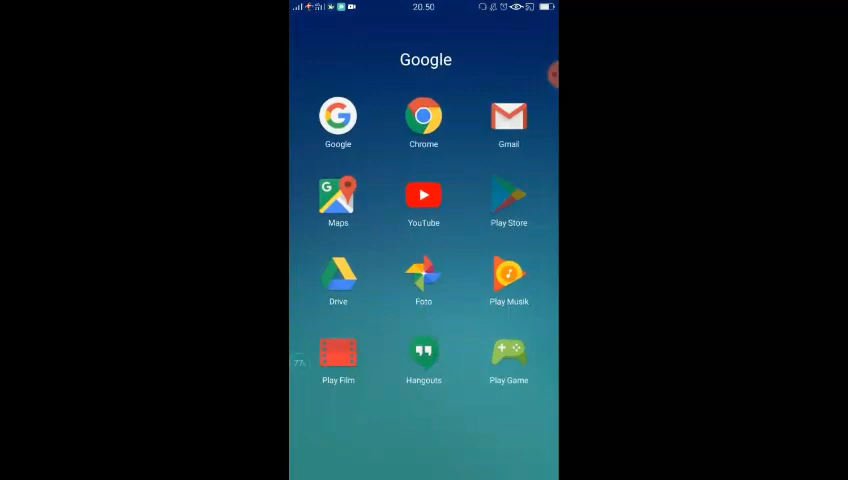 20.50
Google
Google Chrome Gmail
Maps YouTube Play Store
Drive Foto Play Musik
77%
Play Film Hangouts Play Game